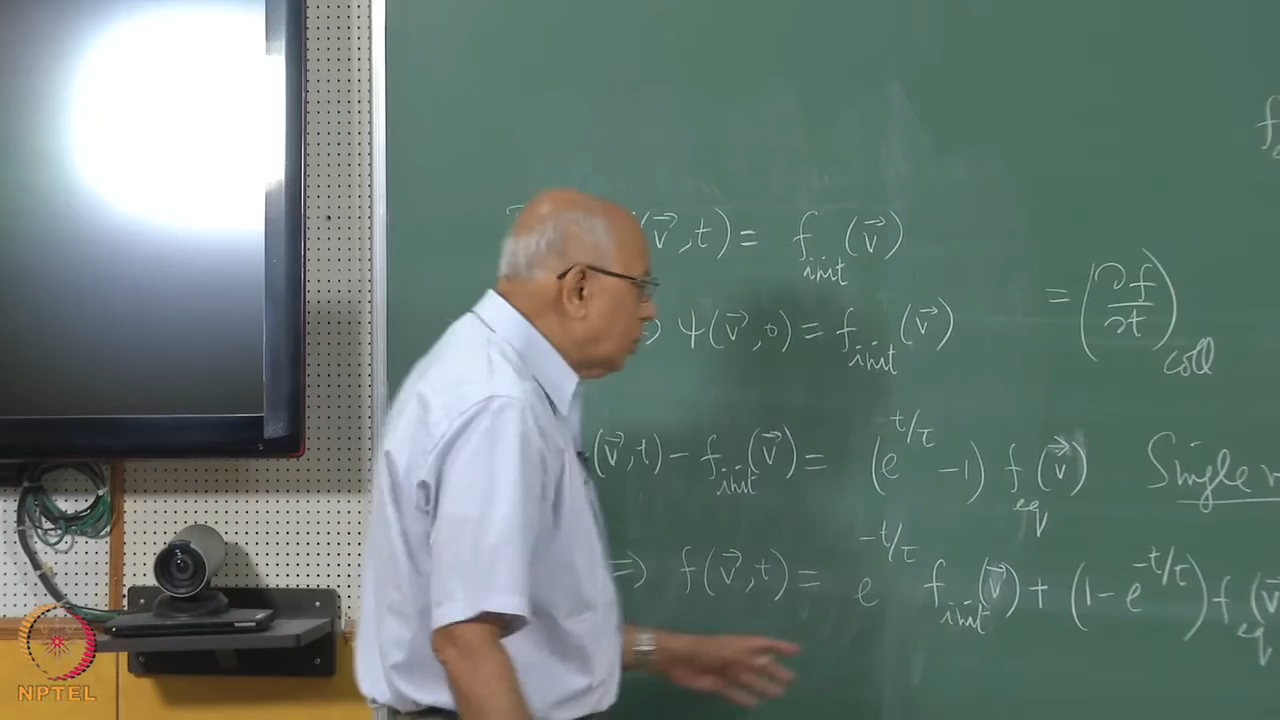 (v⃗,t) = f_init (v⃗)
= (∂f/∂t)_coll
ψ(v⃗,0) = f_init (v⃗)
(v⃗,t) - f_init (v⃗) = (e^{t/τ} -1) f_eq (v⃗)
Single
⇒ f(v⃗,t) = e^{-t/τ} f_init (v⃗) + (1-e^{-t/τ}) f_eq (v⃗
NPTEL